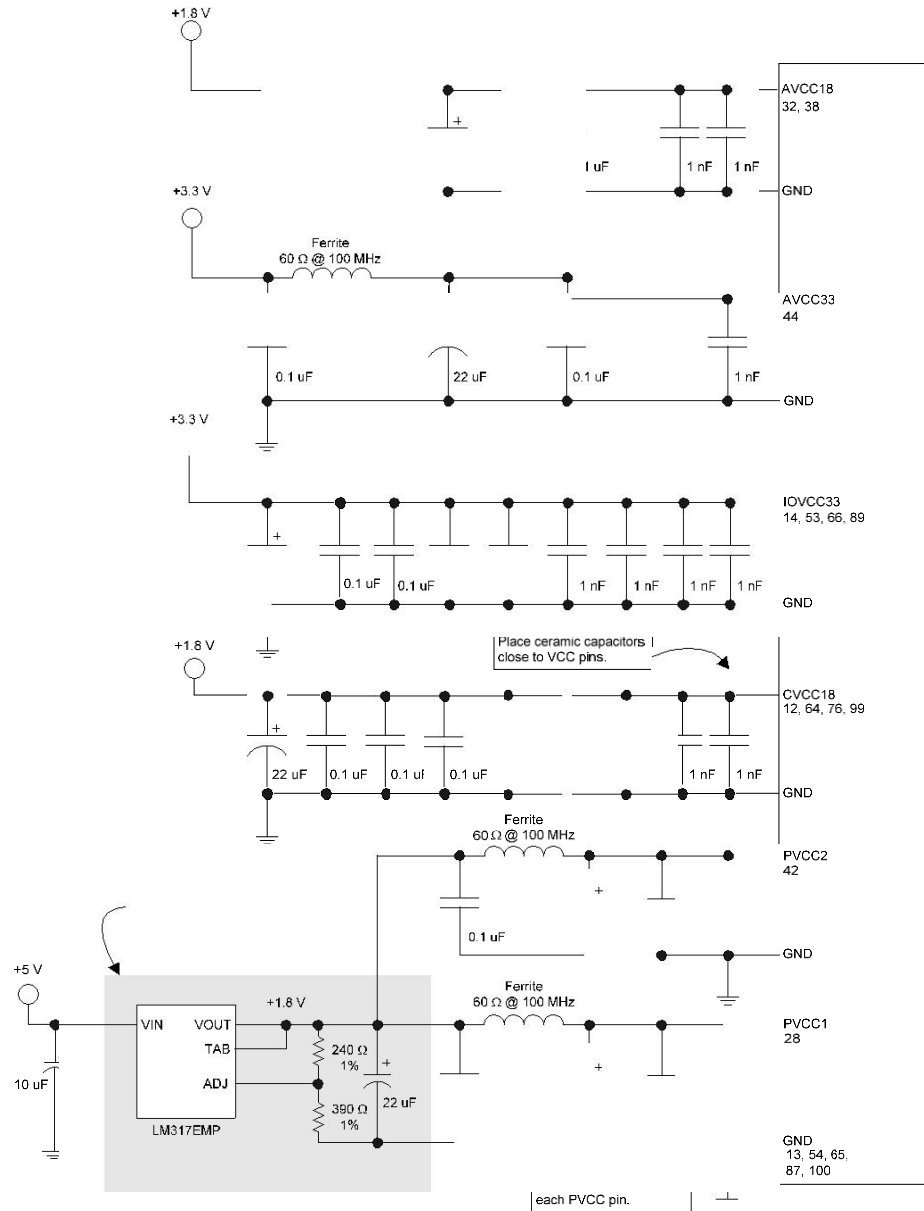 +1.8 V
AVCC18
32, 38
+
1 uF
1 nF
1 nF
GND
+3.3 V
Ferrite
60 Ω @ 100 MHz
AVCC33
44
0.1 uF
22 uF
0.1 uF
1 nF
GND
+3.3 V
IOVCC33
14, 53, 66, 89
+
0.1 uF
0.1 uF
1 nF
1 nF
1 nF
1 nF
GND
Place ceramic capacitors
close to VCC pins.
+1.8 V
CVCC18
12, 64, 76, 99
+
22 uF
0.1 uF
0.1 uF
0.1 uF
1 nF
1 nF
GND
Ferrite
60 Ω @ 100 MHz
PVCC2
42
+
0.1 uF
GND
+5 V
+1.8 V
Ferrite
60 Ω @ 100 MHz
VIN
VOUT
PVCC1
28
TAB
240 Ω
1%
+
+
10 uF
ADJ
390 Ω
1%
22 uF
LM317EMP
GND
13, 54, 65,
87, 100
each PVCC pin.